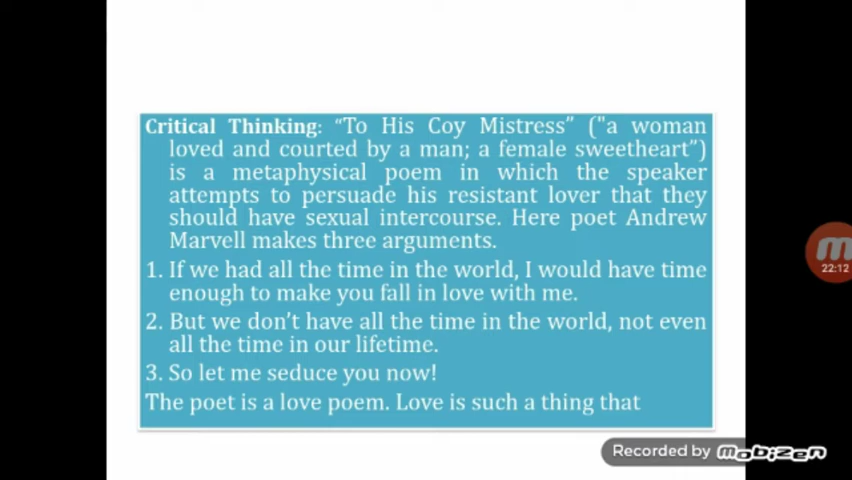 Critical Thinking: “To His Coy Mistress” ("a woman
loved and courted by a man; a female sweetheart”)
is a metaphysical poem in which the speaker
attempts to persuade his resistant lover that they
should have sexual intercourse. Here poet Andrew
Marvell makes three arguments.
1. If we had all the time in the world, I would have time
enough to make you fall in love with me.
2. But we don’t have all the time in the world, not even
all the time in our lifetime.
3. So let me seduce you now!
The poet is a love poem. Love is such a thing that
22:12
Recorded by mobizen